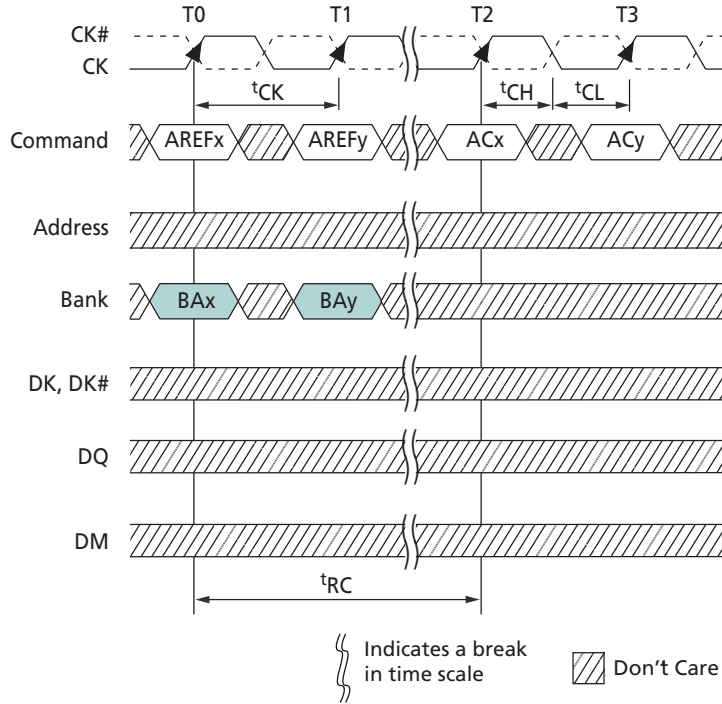 T0 T1 T2 T3
CK#
CK
tCK tCH tCL
Command AREFx AREFy ACx ACy
Address
Bank BAx BAy
DK, DK#
DQ
DM
tRC
Indicates a break
in time scale
Don't Care